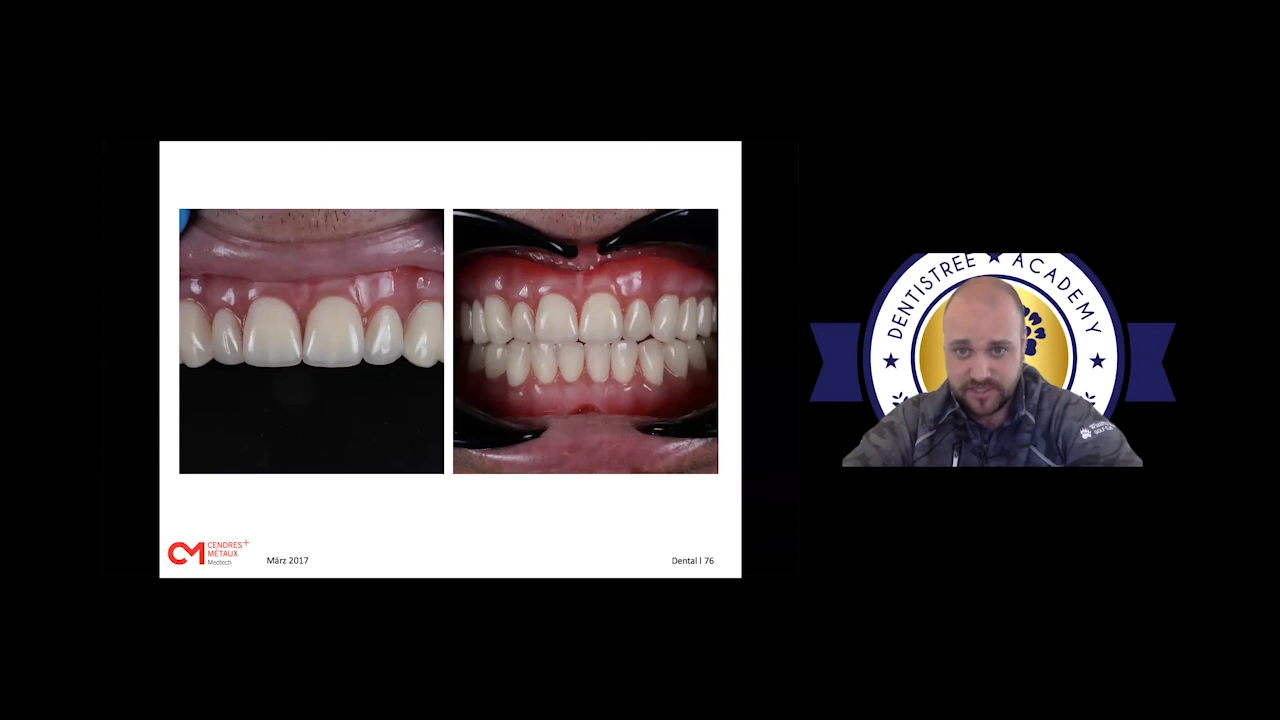 CENDRES+
MÉTAUX
Medtech
März 2017
Dental l 76
DENTISTREE ★ ACADEMY